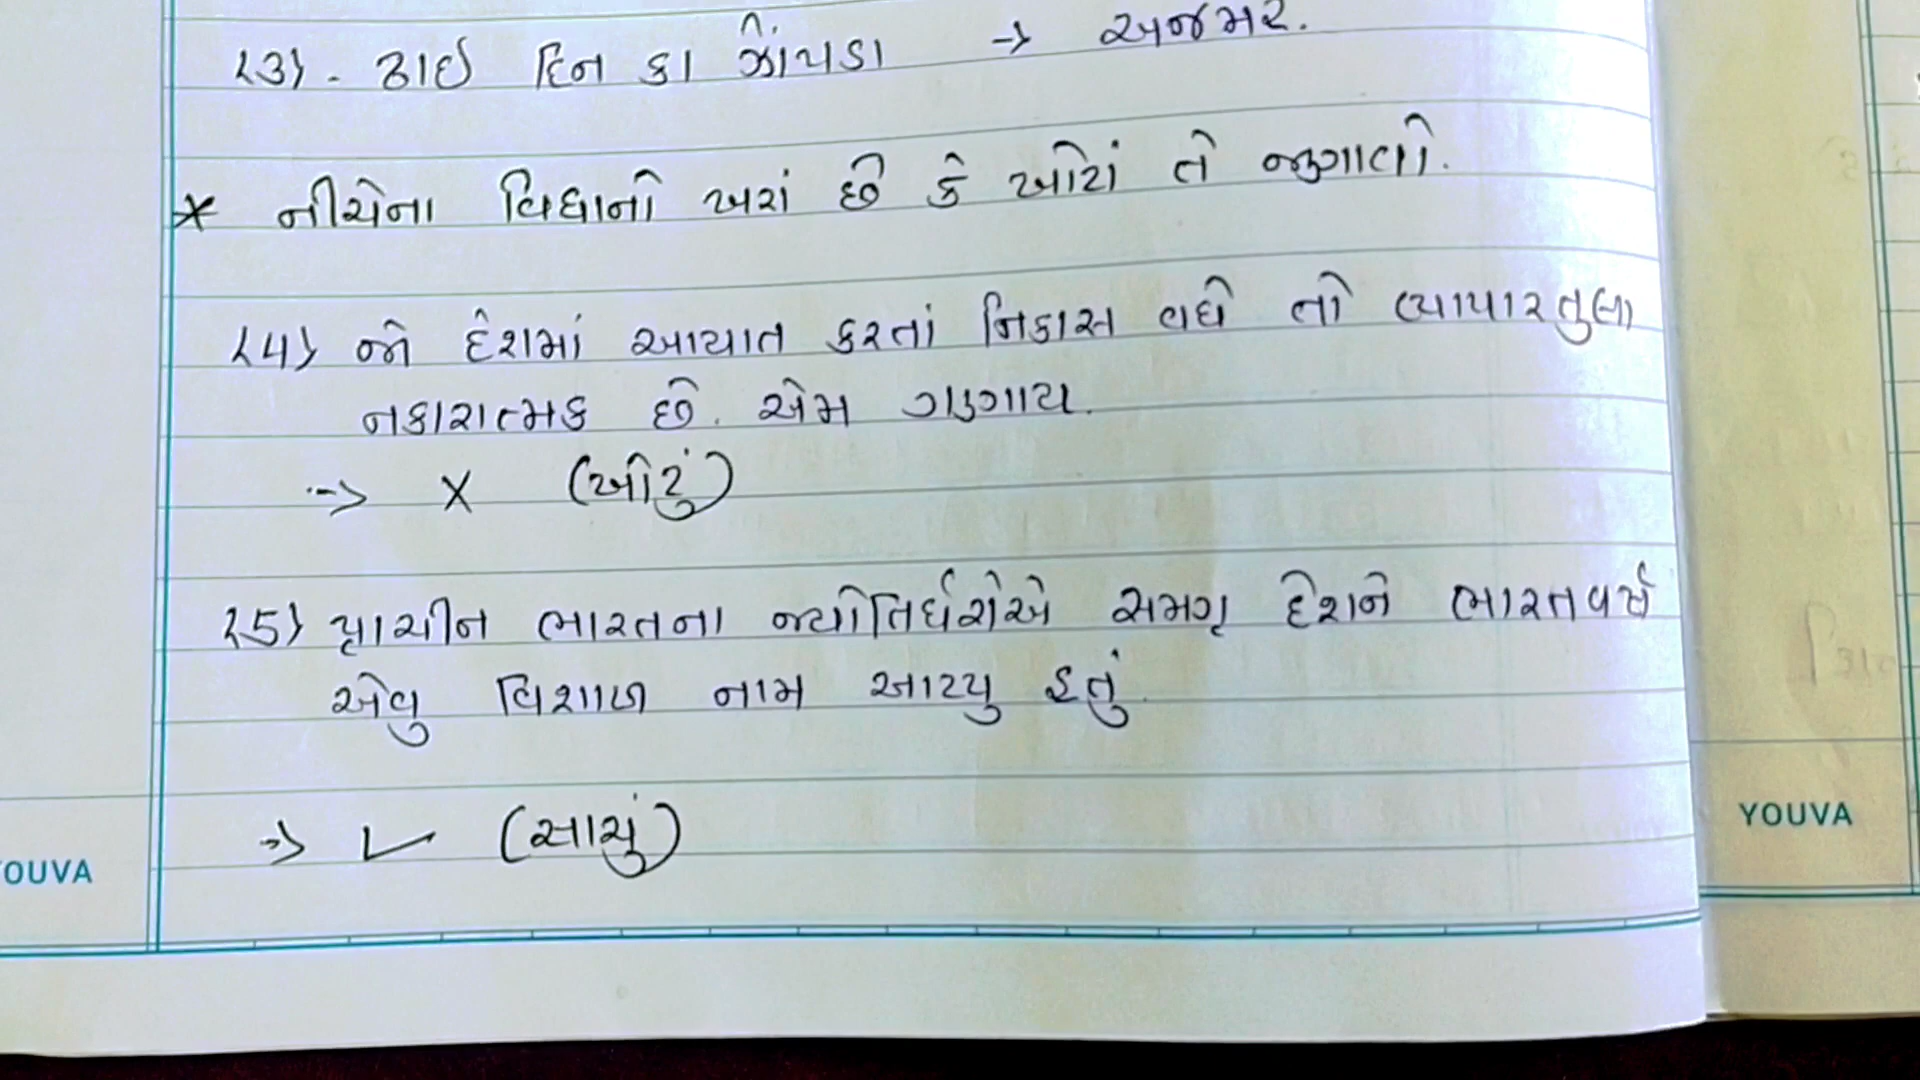 (3). ઢાઈ દિન કા ઝોંપડા → અજમેર.
* નીચેના વિધાનો ખરાં છે કે ખોટાં તે જણાવો.
(4) જો દેશમાં આયાત કરતાં નિકાસ વધે તો વ્યાપારતુલા
નકારાત્મક છે. એમ ગણાય.
→ X (ખોટું)
(5) પ્રાચીન ભારતના જ્યોતિર્ધરોએ સમગ્ર દેશને ભારતવર્ષ
એવુ વિશાળ નામ આપ્યુ હતું.
→ ✓ (સાચું)
YOUVA
OUVA